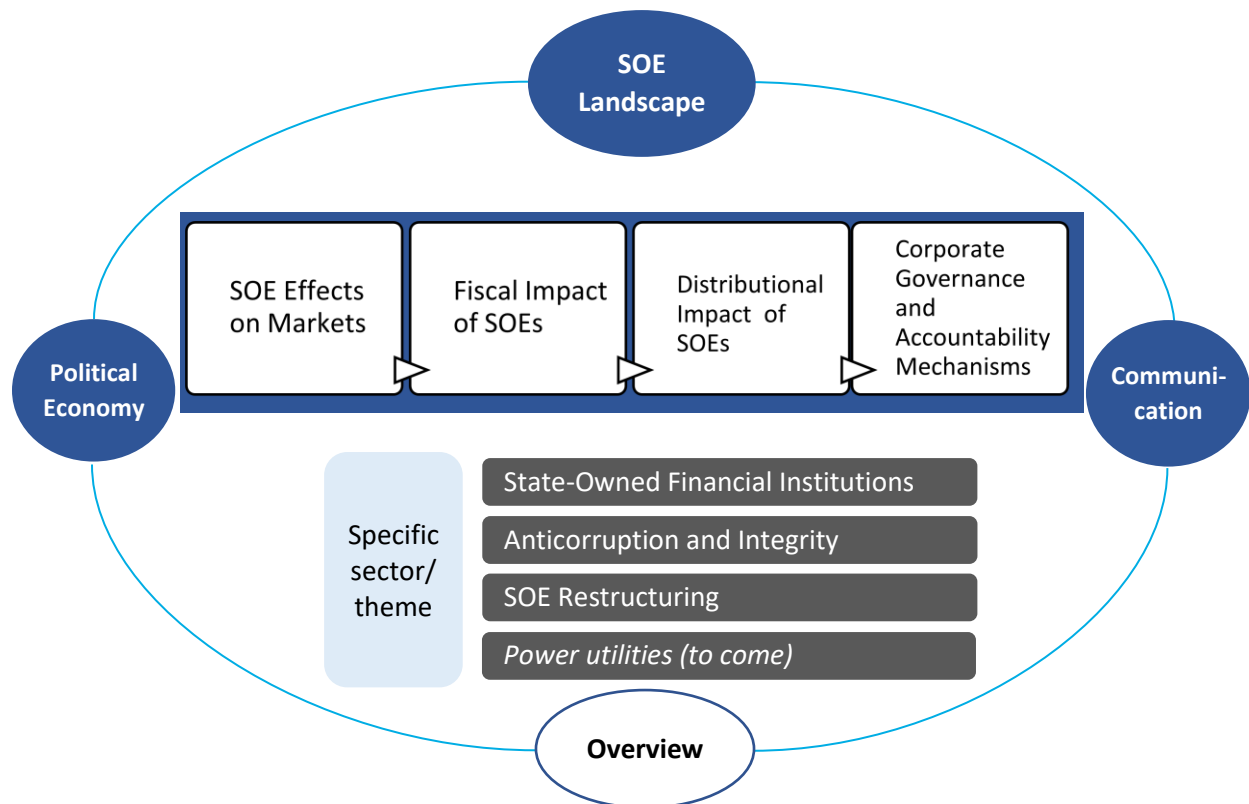 SOE
Landscape
SOE Effects
on Markets
Fiscal Impact
of SOEs
Distributional
Impact of
SOEs
Corporate
Governance
and
Accountability
Mechanisms
Political
Economy
Communi-
cation
Specific
sector/
theme
State-Owned Financial Institutions
Anticorruption and Integrity
SOE Restructuring
Power utilities (to come)
Overview